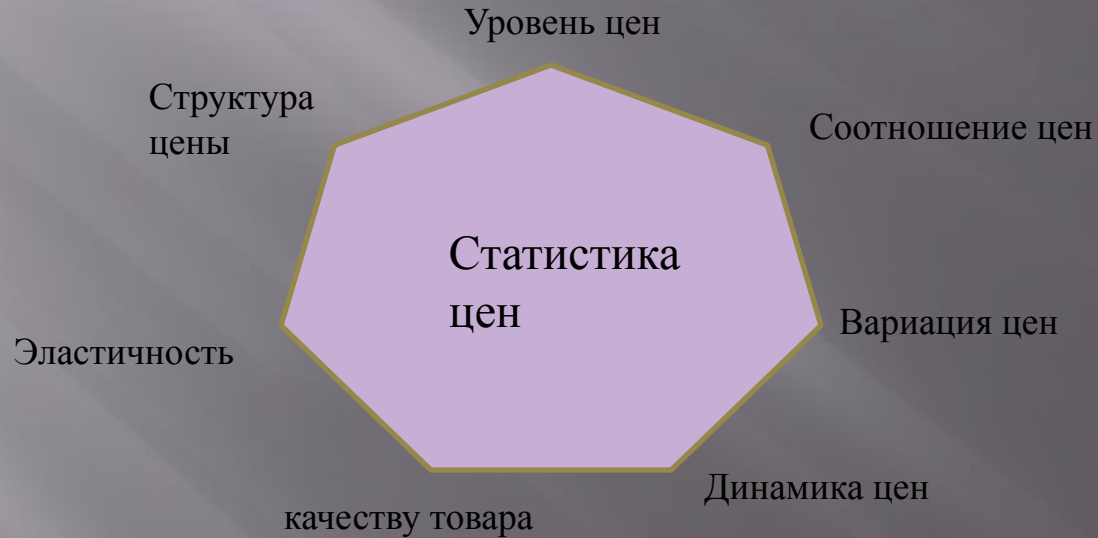 Уровень цен
Структура
цены
Соотношение цен
Статистика
цен
Вариация цен
Эластичность
Динамика цен
качеству товара